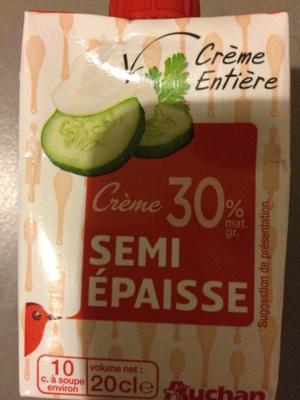 Crème
Entière
Crème 30% mat. gr.
SEMI
ÉPAISSE
Suggestion de présentation
10
c. à soupe
environ
volume net :
20cl e
Auchan